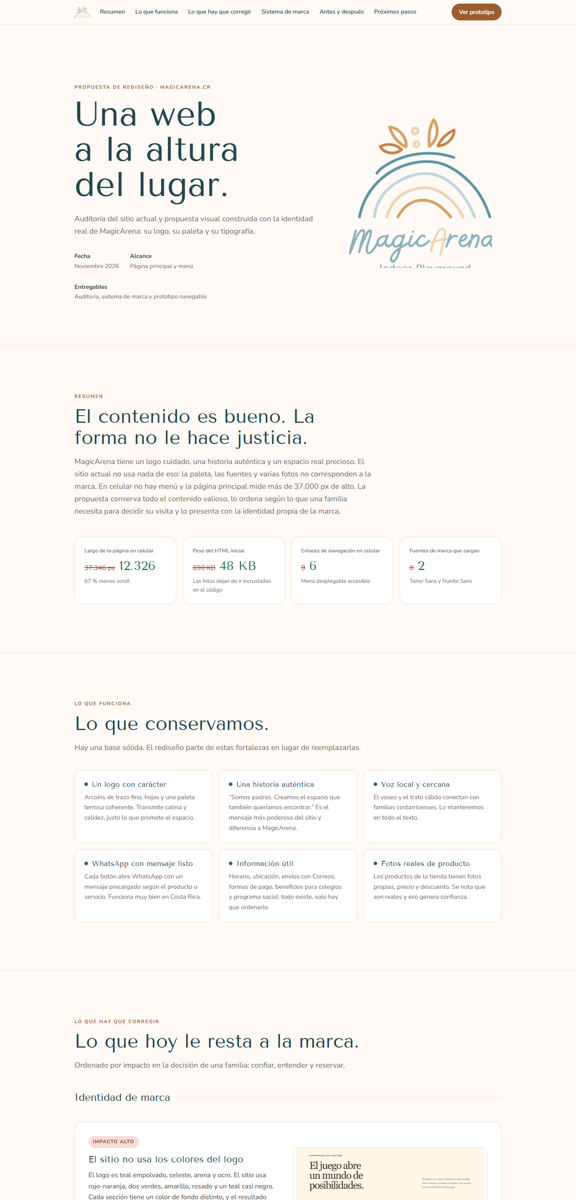 Resumen Lo que funciona Lo que hay que corregir Sistema de marca Antes y después Próximos pasos Ver prototipo
PROPUESTA DE REDISEÑO · MAGICARENA.CR
Una web
a la altura
del lugar.
Auditoría del sitio actual y propuesta visual construida con la identidad
real de MagicArena: su logo, su paleta y su tipografía.
Fecha
Noviembre 2026
Alcance
Página principal y menú
Entregables
Auditoría, sistema de marca y prototipo navegable
MagicArena
Indoor Playground
RESUMEN
El contenido es bueno. La
forma no le hace justicia.
MagicArena tiene un logo cuidado, una historia auténtica y un espacio real precioso. El
sitio actual no usa nada de eso: la paleta, las fuentes y varias fotos no corresponden a la
marca. En celular no hay menú y la página principal mide más de 37.000 px de alto. La
propuesta conserva todo el contenido valioso, lo ordena según lo que una familia
necesita para decidir su visita y lo presenta con la identidad propia de la marca.
Largo de la página en celular
37.346 px 12.326
67 % menos scroll
Peso del HTML inicial
690 KB 48 KB
Las fotos dejan de ir incrustadas
en el código
Enlaces de navegación en celular
0 6
Menú desplegable accesible
Fuentes de marca que cargan
0 2
Tenor Sans y Nunito Sans
LO QUE FUNCIONA
Lo que conservamos.
Hay una base sólida. El rediseño parte de estas fortalezas en lugar de reemplazarlas.
Un logo con carácter
Arcoíris de trazo fino, hojas y una paleta
terrosa coherente. Transmite calma y
calidez, justo lo que promete el espacio.
Una historia auténtica
“Somos padres. Creamos el espacio que
también queríamos encontrar.” Es el
mensaje más poderoso del sitio y
diferencia a MagicArena.
Voz local y cercana
El voseo y el trato cálido conectan con
familias costarricenses. Lo mantenemos
en todo el texto.
WhatsApp con mensaje listo
Cada botón abre WhatsApp con un
mensaje precargado según el producto o
servicio. Funciona muy bien en Costa Rica.
Información útil
Horario, ubicación, envíos con Correos,
formas de pago, beneficios para colegios
y programa social: todo existe, solo hay
que ordenarlo.
Fotos reales de producto
Los productos de la tienda tienen fotos
propias, precio y descuento. Se nota que
son reales y eso genera confianza.
LO QUE HAY QUE CORREGIR
Lo que hoy le resta a la marca.
Ordenado por impacto en la decisión de una familia: confiar, entender y reservar.
Identidad de marca
IMPACTO ALTO
El sitio no usa los colores del logo
El logo es teal empolvado, celeste, arena y ocre. El sitio usa
rojo-naranja, dos verdes, amarillo, rosado y un teal casi negro.
Cada sección tiene un color de fondo distinto, y el resultado
El juego abre
un mundo de
posibilidades.